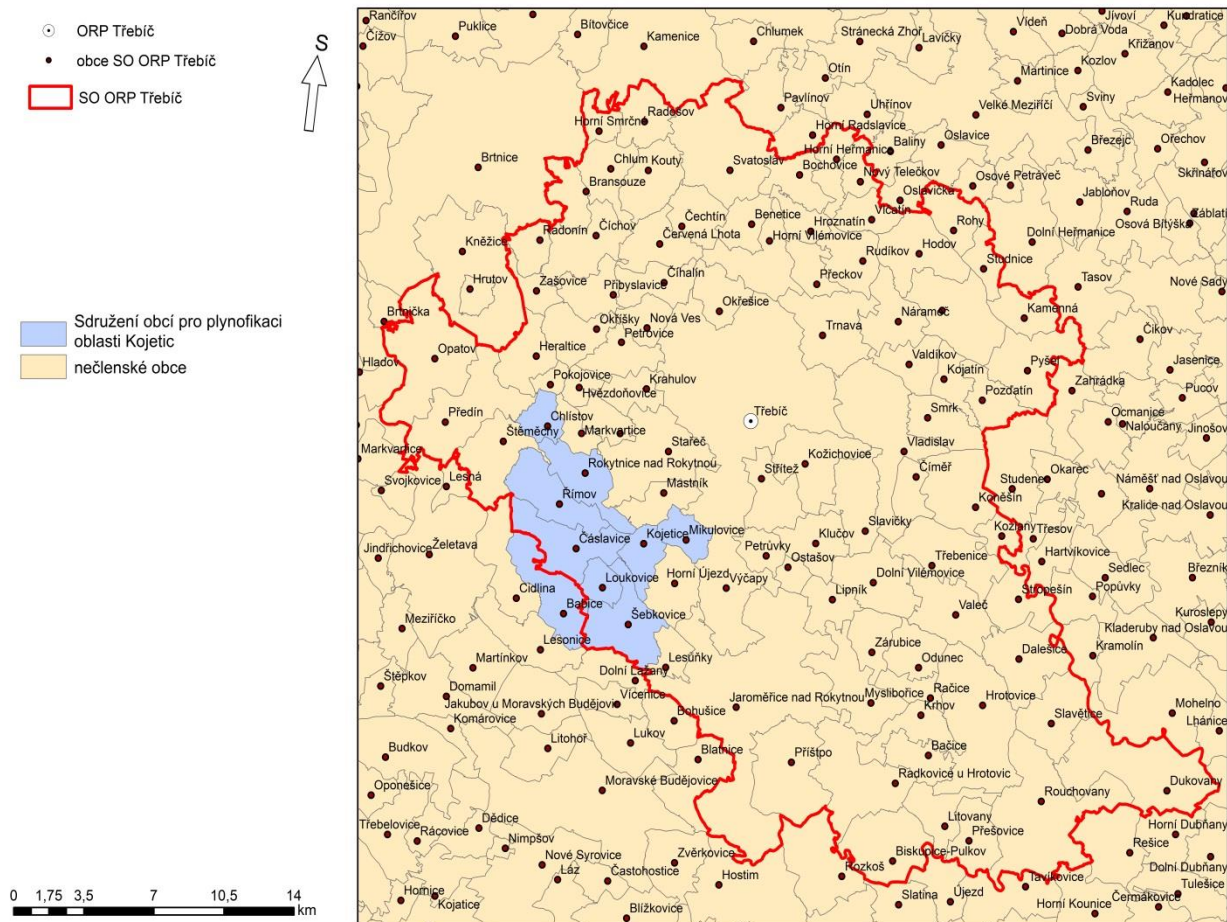 ORP Třebíč
obce SO ORP Třebíč
SO ORP Třebíč
S
Sdružení obcí pro plynofikaci
oblasti Kojetic
nečlenské obce
0 1,75 3,5 7 10,5 14
km
Rančířov
Puklice
Bítovčice
Chlumek
Stránecká Zhoř
Vídeň
Jívoví
Kundratice
Čížov
Kamenice
Lavičky
Dobrá Voda
Křižanov
Otín
Martinice
Kozlov
Kadolec
Pavlínov
Uhřínov
Velké Meziříčí
Sviny
Heřmanov
Radešov
Horní Smrčné
Horní Radslavice
Oslavice
Březejc
Ořechov
Brtnice
Chlum
Kouty
Svatoslav
Horní Heřmanice
Baliny
Bochovice
Nový Telečkov
Osové
Petráveč
Skřinářov
Bransouze
Oslavička
Jabloňov
Ruda
Záblatí
Radonín
Číchov
Čechtín
Benetice
Hroznatín
Vlčatín
Rohy
Osová Bítýška
Kněžice
Červená Lhota
Horní Vilémovice
Rudíkov
Hodov
Dolní Heřmanice
Studnice
Hrutov
Zašovice
Přibyslavice
Číhalín
Přeckov
Tasov
Nové Sady
Brtnička
Okříšky
Nová Ves
Okřešice
Trnava
Nárameč
Kamenná
Petrovice
Čikov
Hladov
Opatov
Heraltice
Valdíkov
Pyšel
Jasenice
Pokojovice
Krahulov
Kojatín
Zahrádka
Pucov
Hvězdoňovice
Pozďatín
Předín
Chlístov
Třebíč
Smrk
Ocmanice
Štěměchy
Markvartice
Naloučany
Jinošov
Markvartice
Stařeč
Kožichovice
Vladislav
Rokytnice nad Rokytnou
Střítež
Číměř
Okarec
Svojkovice
Lesná
Mastník
Studenec
Náměšť nad Oslavou
Římov
Koněšín
Kralice nad Oslavou
Čáslavice
Kojetice
Mikulovice
Slavičky
Kozlany
Třesov
Jindřichovice
Želetava
Petrůvky
Klučov
Ostašov
Třebenice
Hartvíkovice
Cidlina
Loukovice
Horní Újezd
Výčapy
Dolní Vilémovice
Sedlec
Březník
Babice
Lipník
Stropešín
Popůvky
Meziříčko
Šebkovice
Valeč
Kuroslepy
Kladeruby nad Oslavou
Lesonice
Zárubice
Dalešice
Kramolín
Martínkov
Lesůňky
Odunec
Štěpkov
Dolní Lažany
Domamil
Vícenice
Jaroměřice nad Rokytnou
Myslibořice
Račice
Hrotovice
Jakubov u Moravských Budějovic
Bohušice
Krhov
Slavětice
Mohelno
Komárovice
Lhánice
Litohoř
Lukov
Budkov
Blatnice
Příštpo
Bačice
Moravské Budějovice
Radkovice u Hrotovic
Dukovany
Oponešice
Rouchovany
Dědice
Litovany
Třebelovice
Rácovice
Nimpšov
Přešovice
Horní Dubňany
Zvěrkovice
Biskupice-Pulkov
Rešice
Nové Syrovice
Rozkoš
Dolní Dubňany
Láz
Častohostice
Hostim
Tavíkovice
Tulešice
Hornice
Slatina
Újezd
Čermákovice
Kojatice
Blížkovice
Horní Kounice